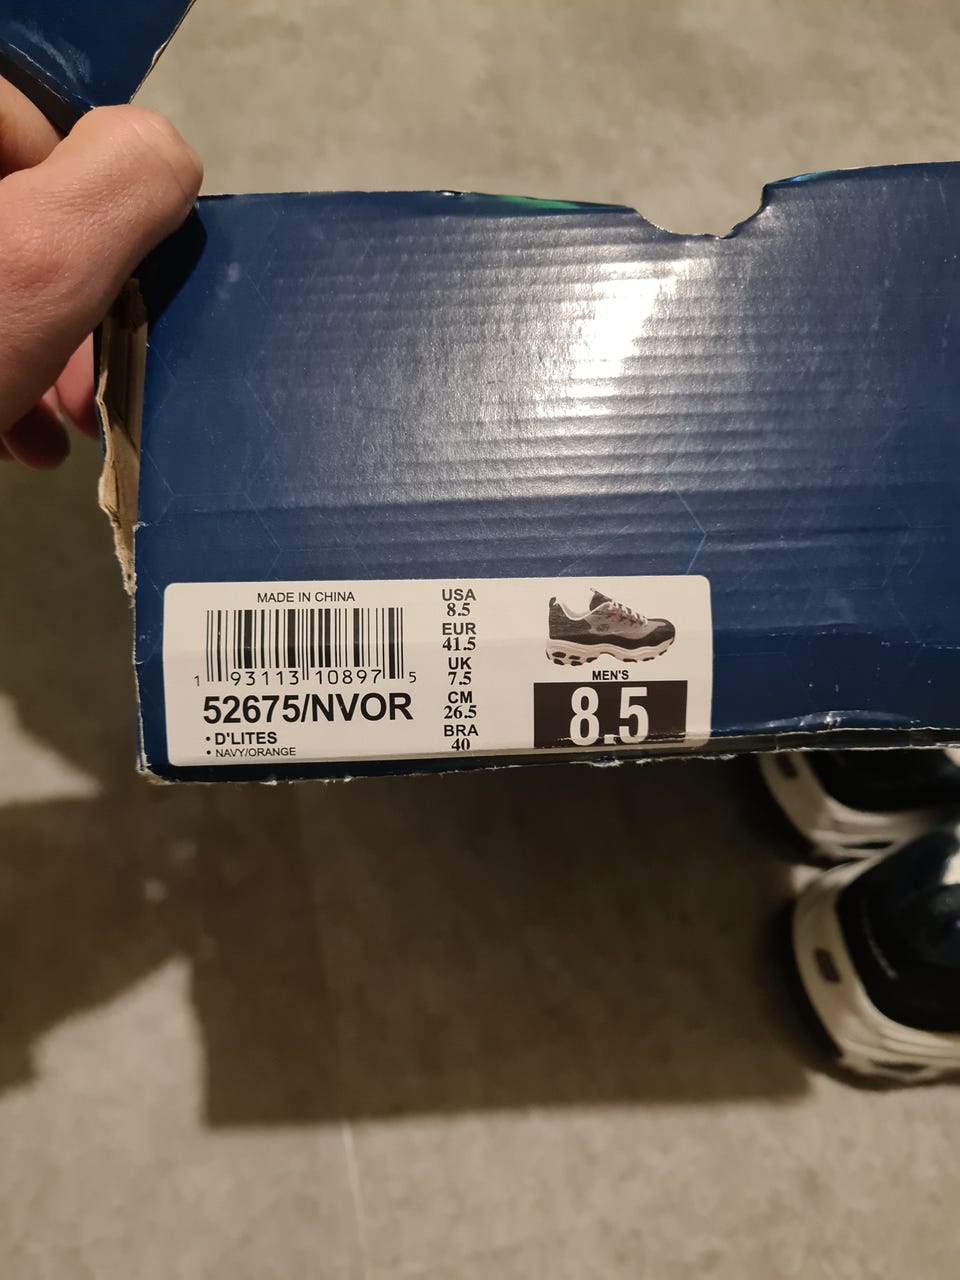 MADE IN CHINA
1 93113 10897 5
52675/NVOR
• D'LITES
• NAVY/ORANGE
USA
8.5
EUR
41.5
UK
7.5
CM
26.5
BRA
40
MEN'S
8.5